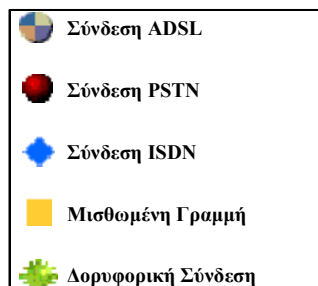 Σύνδεση ADSL
Σύνδεση PSTN
Σύνδεση ISDN
Μισθωμένη Γραμμή
Δορυφορική Σύνδεση